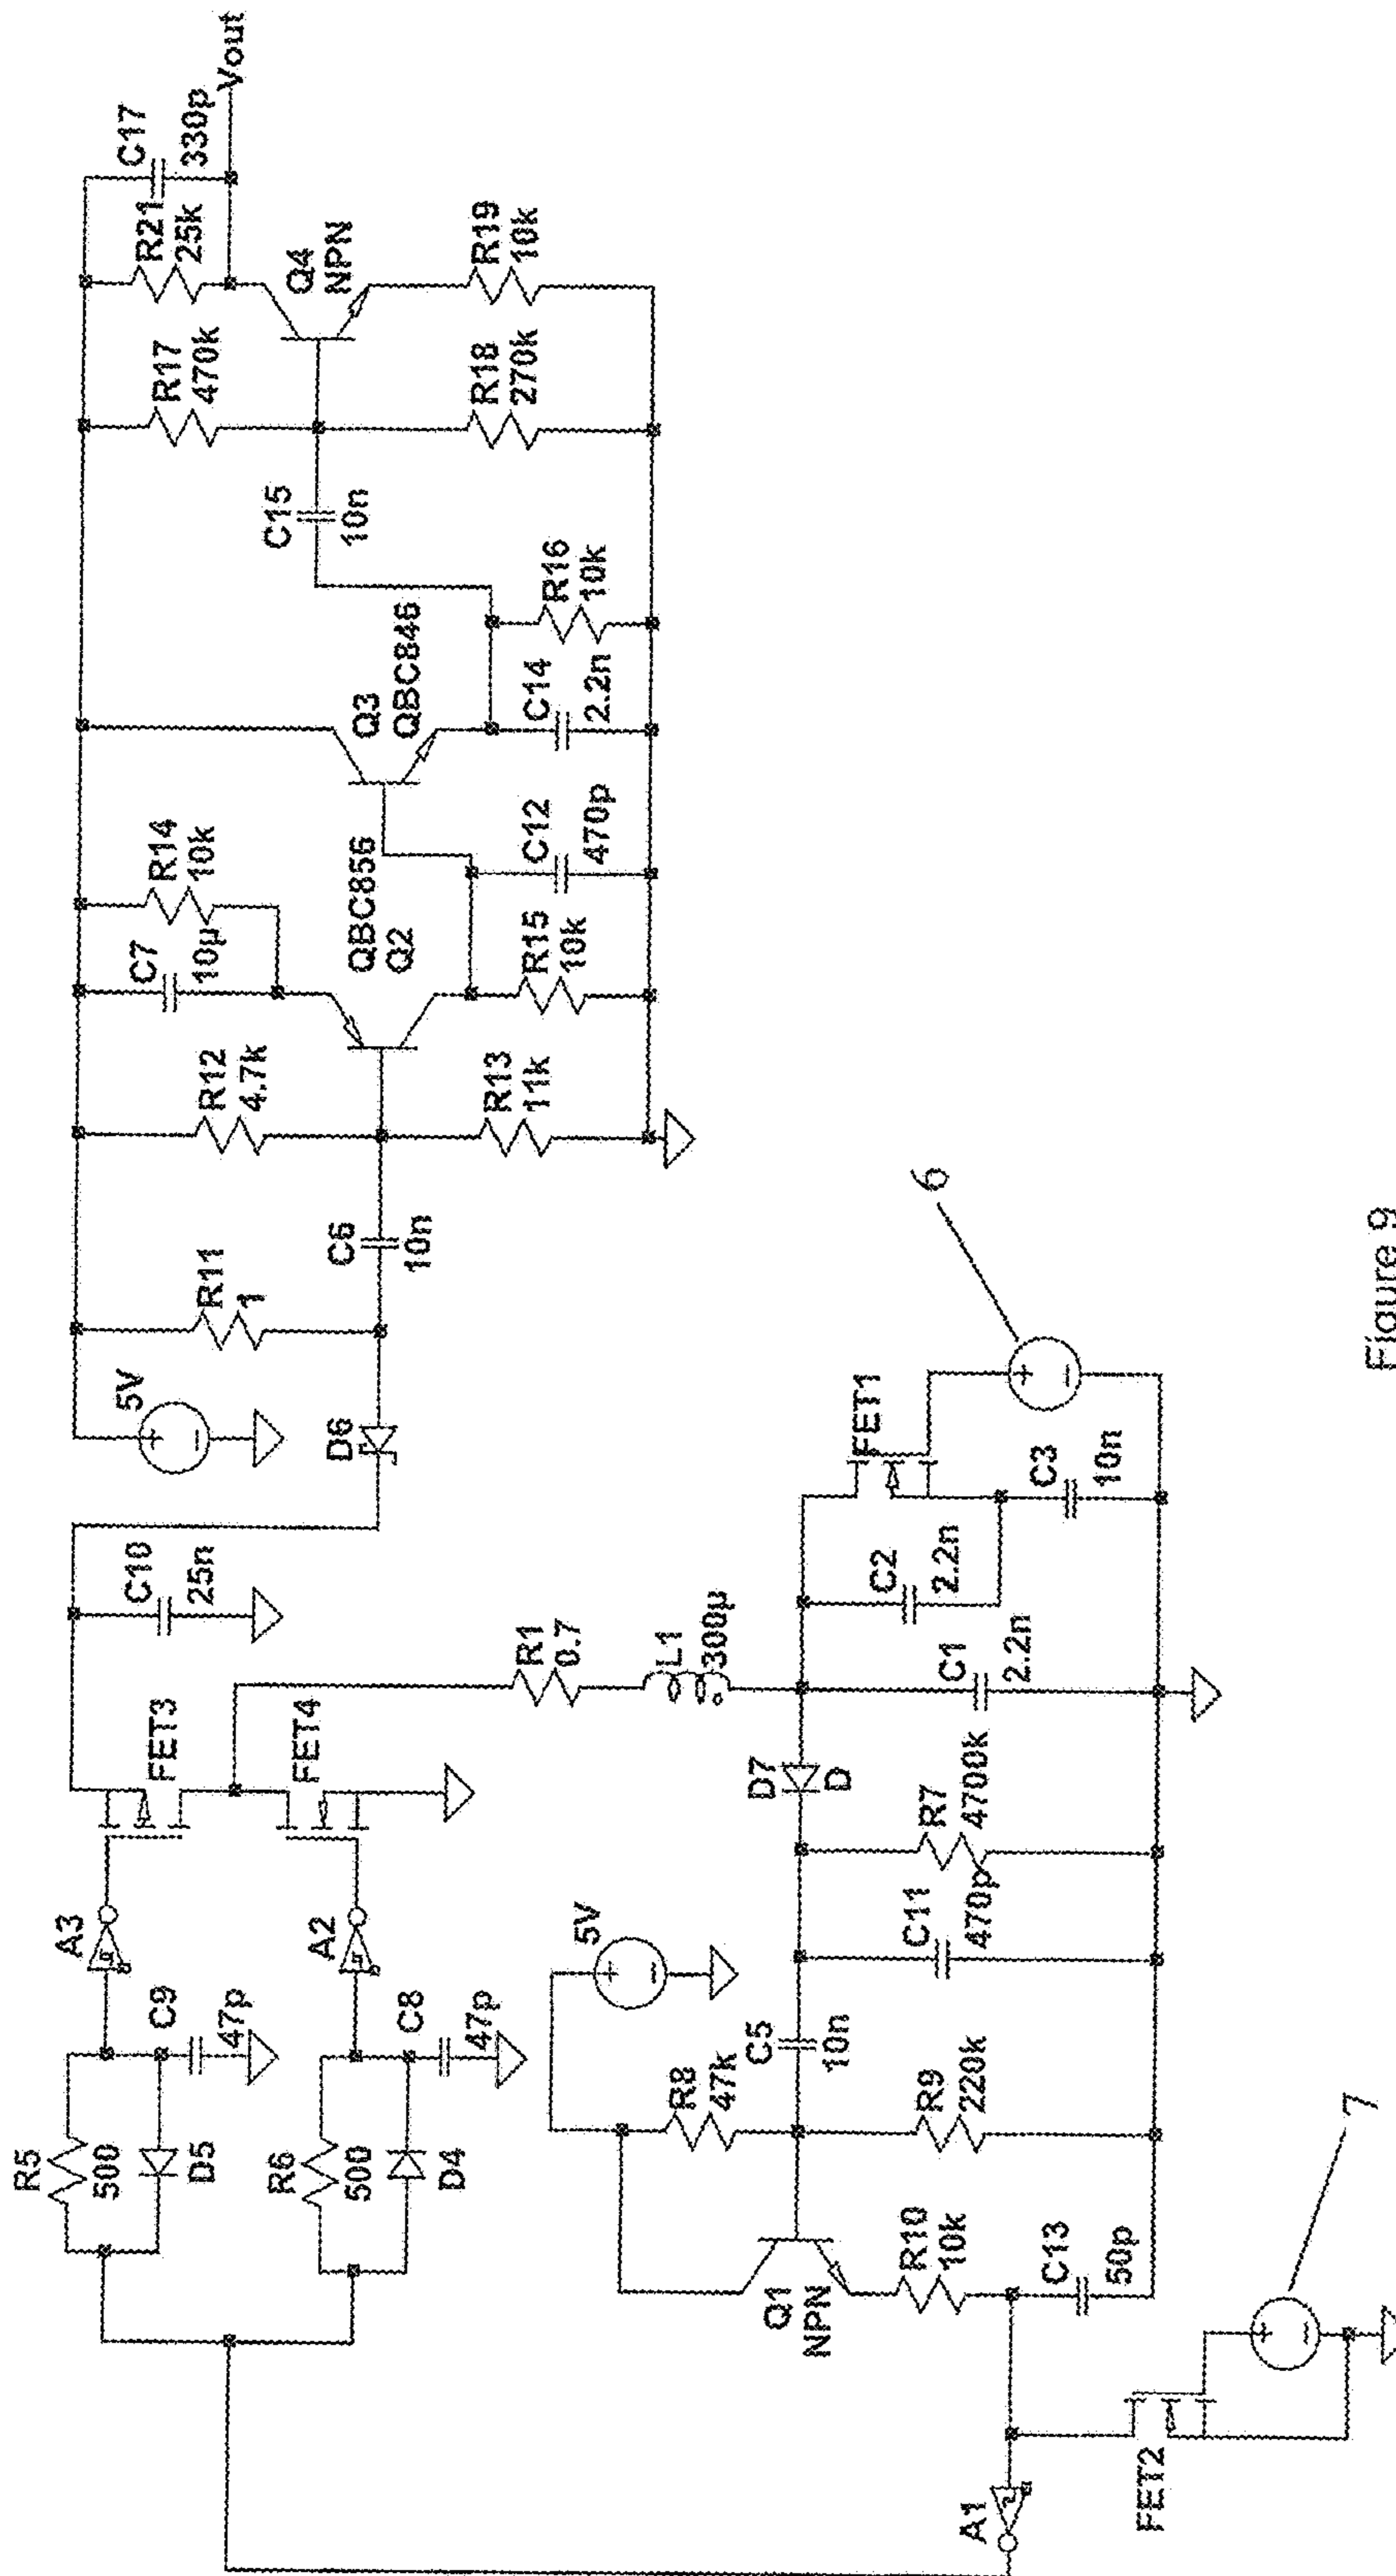 R5
500
D5
C9
47p
A3
FET3
C10
25n
5V
R11
1
R12
4.7k
C7
10µ
R14
10k
R17
470k
R21
25k
C17
330p
Vout
R6
500
D4
C8
47p
A2
FET4
D6
C6
10n
QBC856
Q2
Q3
QBC846
C15
10n
Q4
NPN
R13
11k
R15
10k
C12
470p
C14
2.2n
R16
10k
R18
270k
R19
10k
R1
0.7
L1
300µ
5V
R8
47k
C5
10n
D7
D
C2
2.2n
FET1
6
Q1
NPN
R10
10k
R9
220k
C11
470p
R7
4700k
C1
2.2n
C3
10n
C13
50p
A1
FET2
7
Figure 9